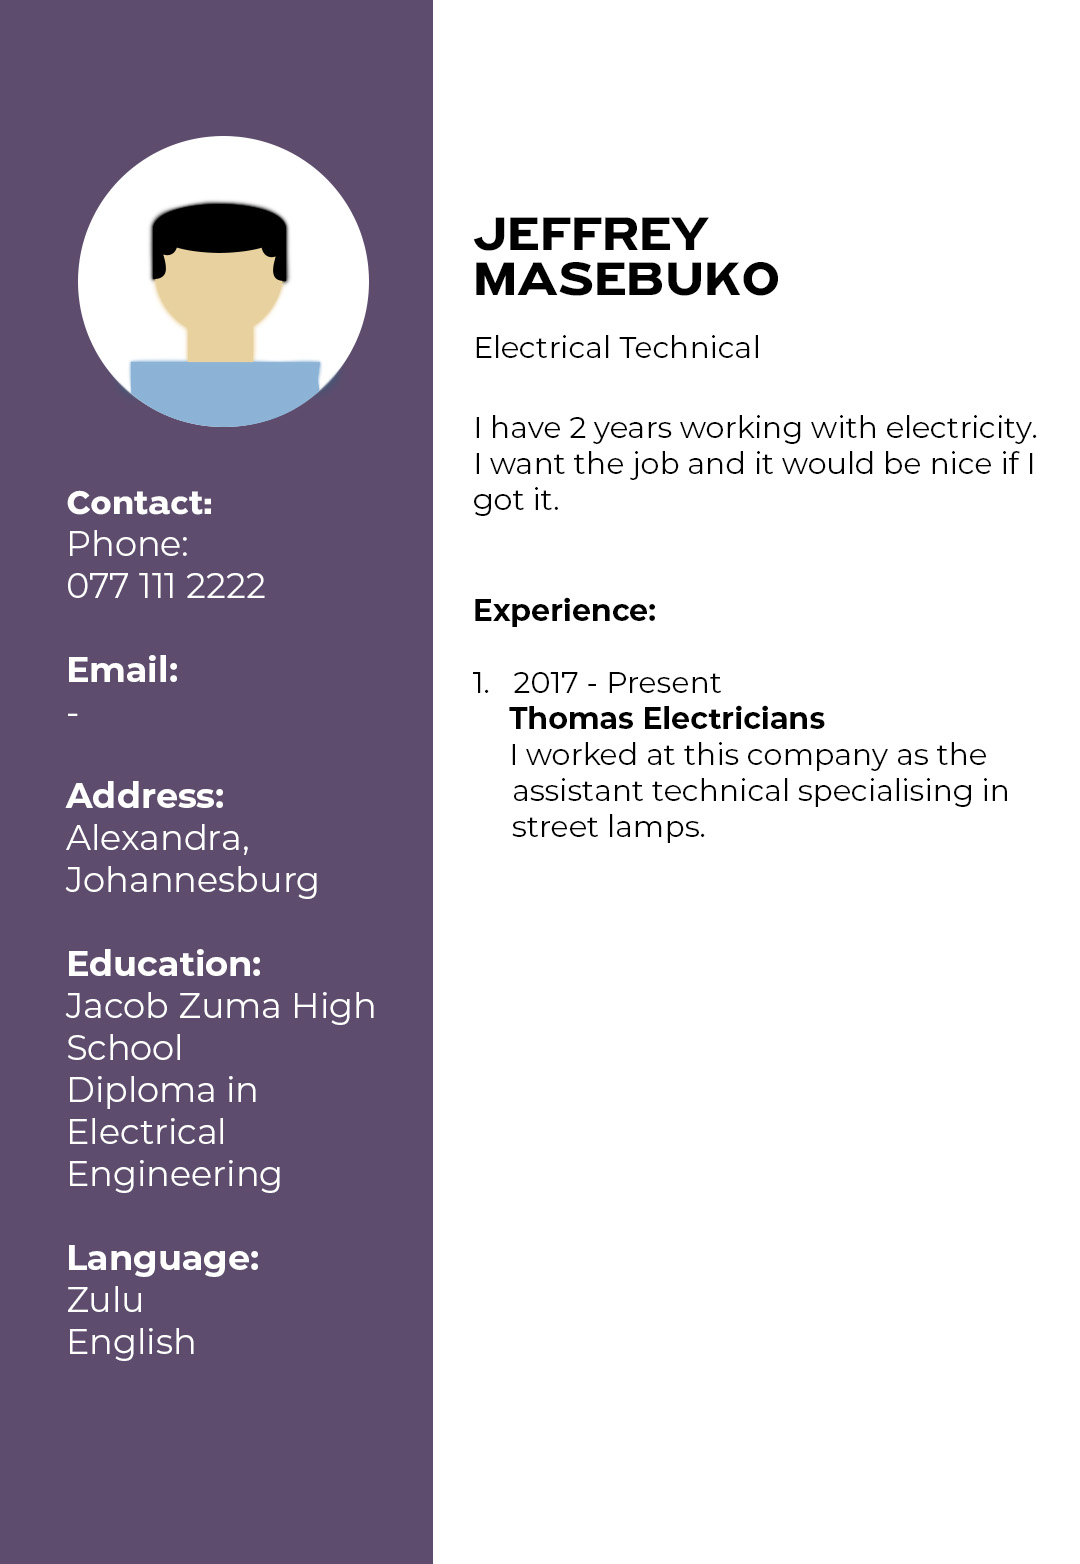 Contact:
Phone:
077 111 2222
Email:
-
Address:
Alexandra,
Johannesburg
Education:
Jacob Zuma High
School
Diploma in
Electrical
Engineering
Language:
Zulu
English
JEFFREY
MASEBUKO
Electrical Technical
I have 2 years working with electricity.
I want the job and it would be nice if I
got it.
Experience:
1. 2017 - Present
Thomas Electricians
I worked at this company as the
assistant technical specialising in
street lamps.